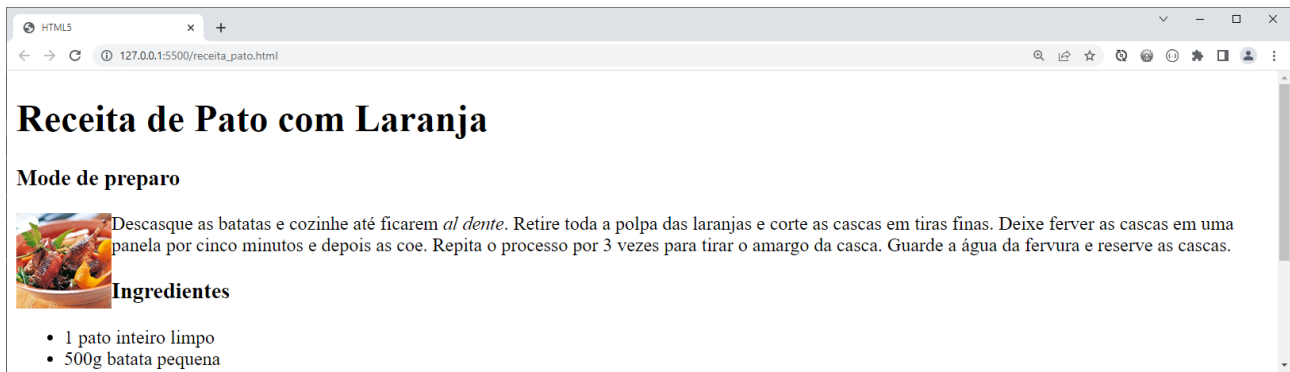 HTML5
127.0.0.1:5500/receita_pato.html
Receita de Pato com Laranja
Mode de preparo
Descasque as batatas e cozinhe até ficarem al dente. Retire toda a polpa das laranjas e corte as cascas em tiras finas. Deixe ferver as cascas em uma
panela por cinco minutos e depois as coe. Repita o processo por 3 vezes para tirar o amargo da casca. Guarde a água da fervura e reserve as cascas.
Ingredientes
• 1 pato inteiro limpo
• 500g batata pequena